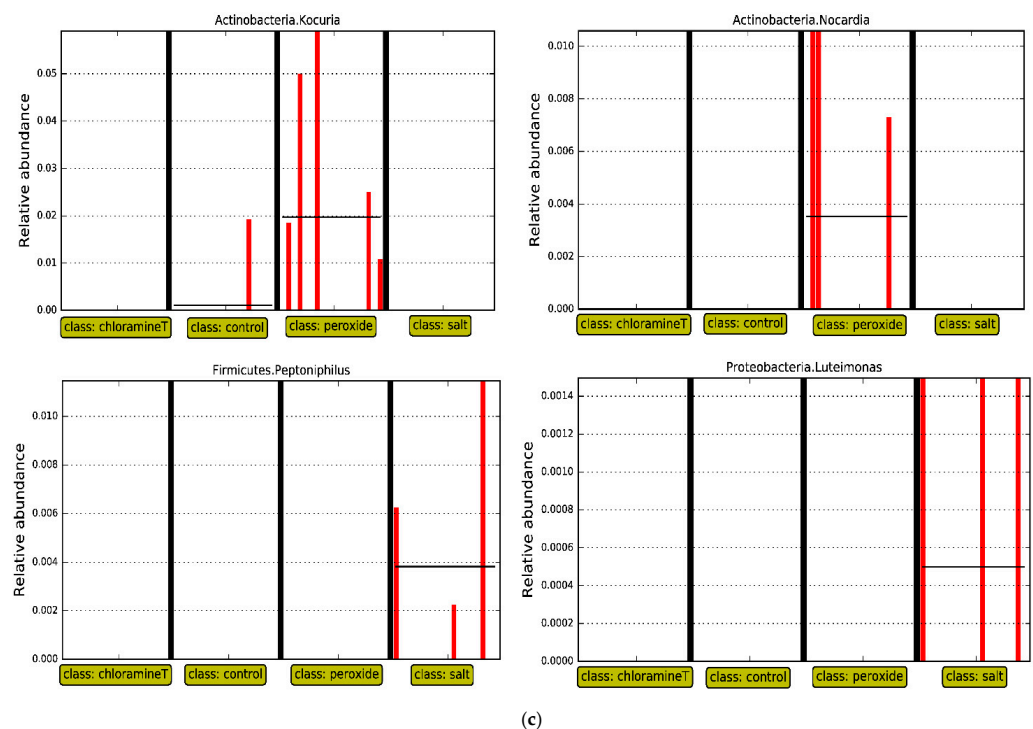 Actinobacteria.Kocuria
Relative abundance
0.05
0.04
0.03
0.02
0.01
0.00
class: chloramineT class: control class: peroxide class: salt
Actinobacteria.Nocardia
Relative abundance
0.010
0.008
0.006
0.004
0.002
0.000
class: chloramineT class: control class: peroxide class: salt
Firmicutes.Peptoniphilus
Relative abundance
0.010
0.008
0.006
0.004
0.002
0.000
class: chloramineT class: control class: peroxide class: salt
Proteobacteria.Luteimonas
Relative abundance
0.0014
0.0012
0.0010
0.0008
0.0006
0.0004
0.0002
0.0000
class: chloramineT class: control class: peroxide class: salt
(c)